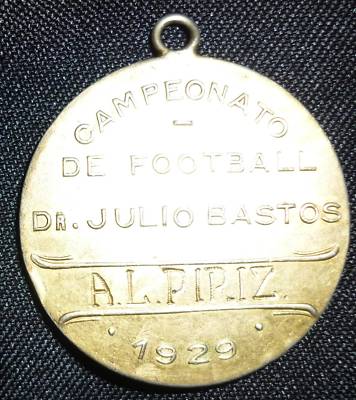 CAMPEONATO
-
DE FOOTBALL
DR. JULIO BASTOS
A.L.PIRIZ.
· 1929 ·